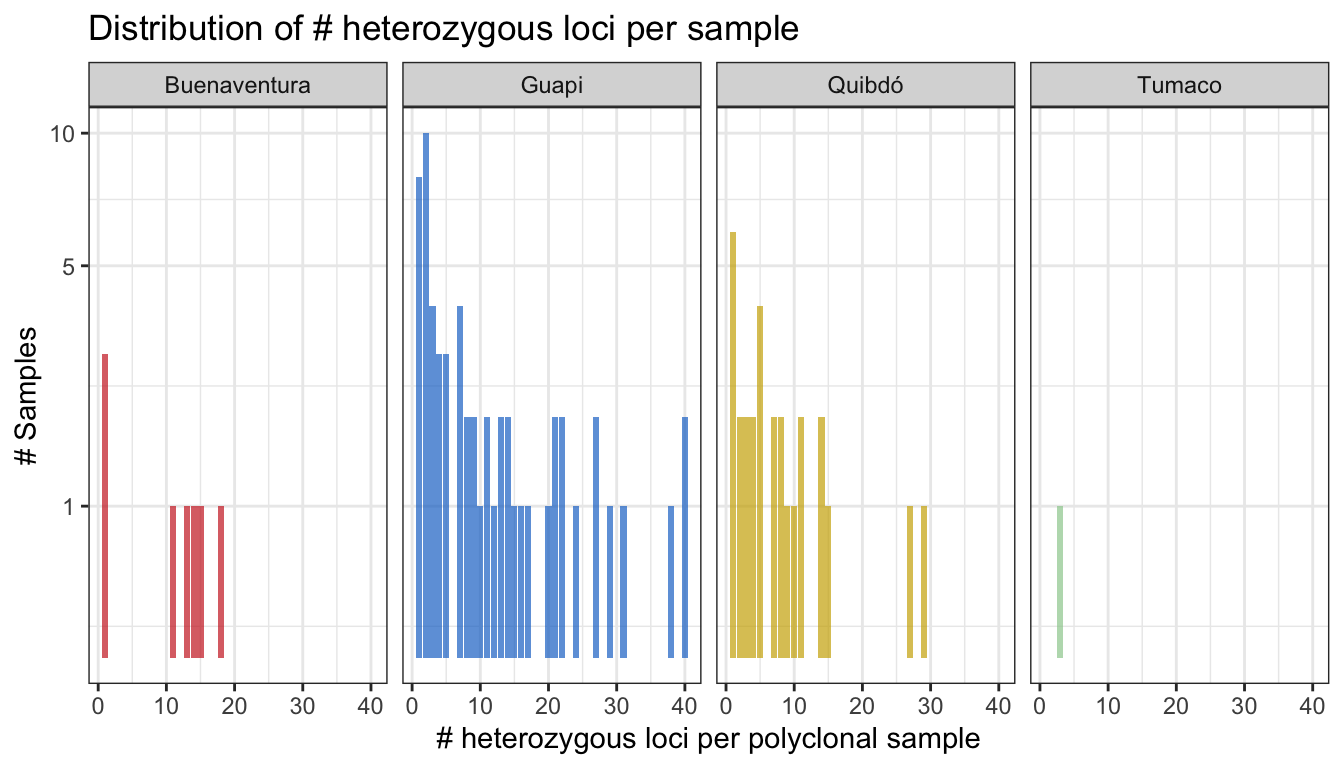 Distribution of # heterozygous loci per sample
Buenaventura
Guapi
Quibdó
Tumaco
10
5
1
# Samples
0 10 20 30 40
0 10 20 30 40
0 10 20 30 40
0 10 20 30 40
# heterozygous loci per polyclonal sample